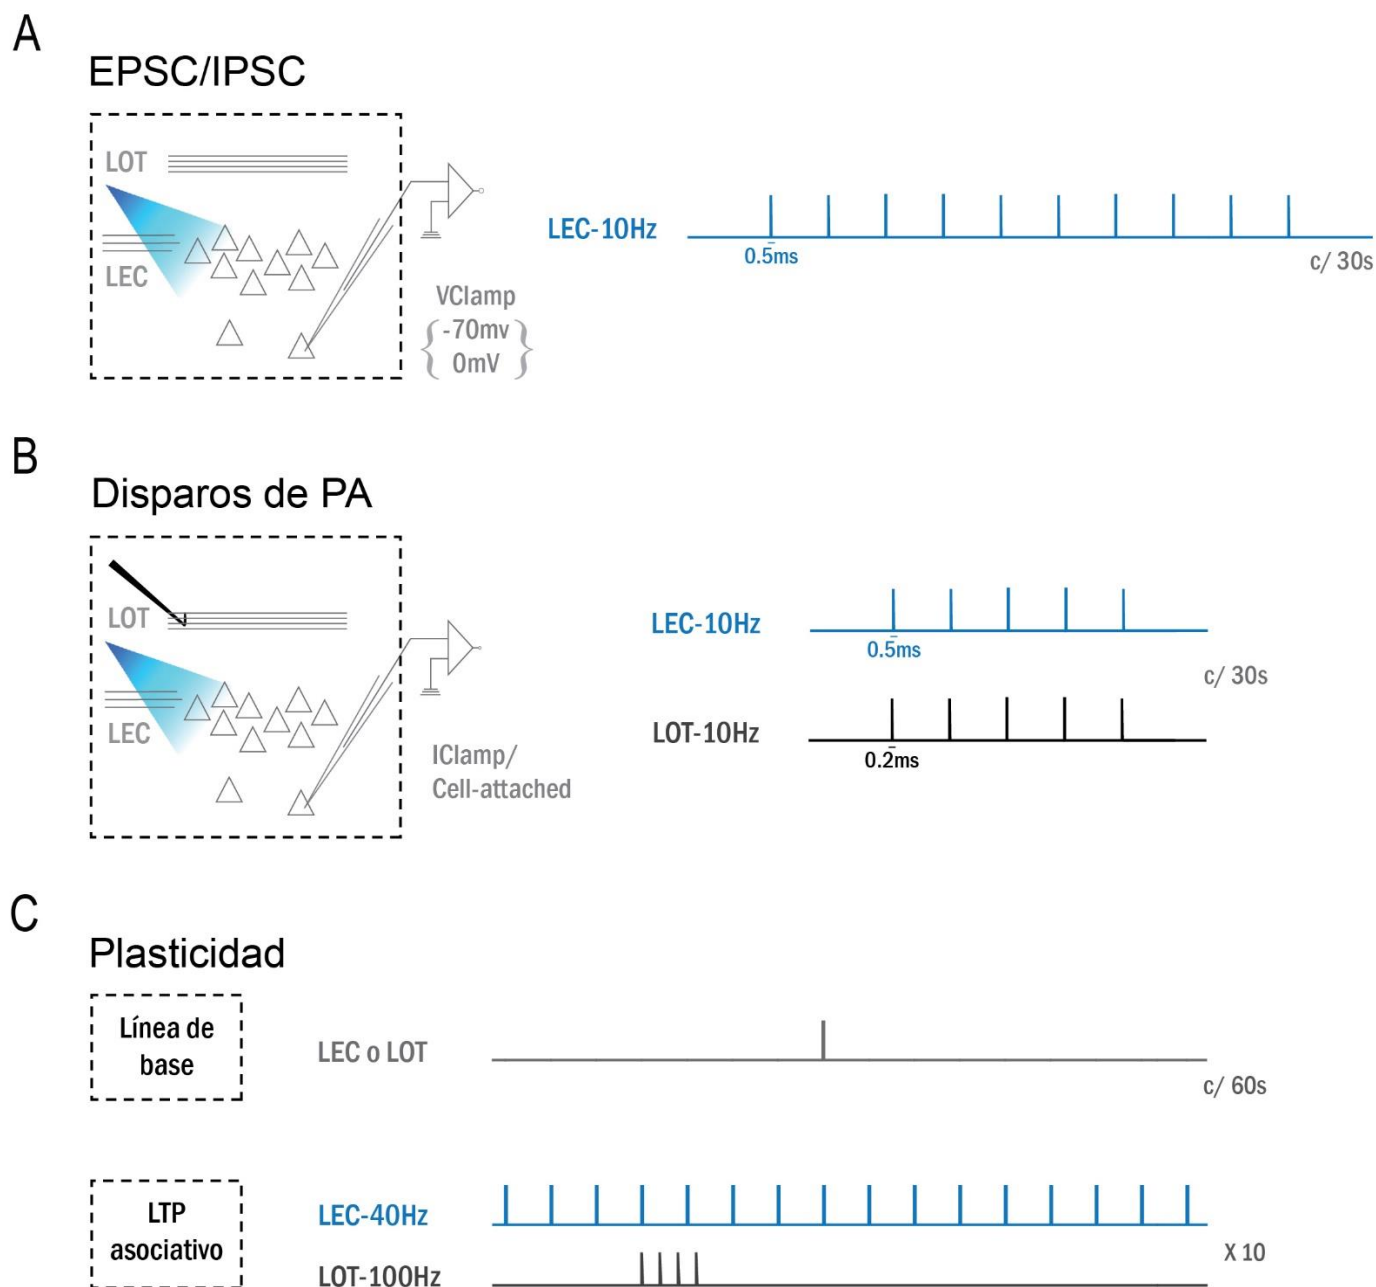 A
EPSC/IPSC
LOT
LEC
VClamp
-70mv
0mV
LEC-10Hz
0.5ms
c/ 30s
B
Disparos de PA
LOT
LEC
IClamp/
Cell-attached
LEC-10Hz
0.5ms
c/ 30s
LOT-10Hz
0.2ms
C
Plasticidad
Línea de
base
LEC o LOT
c/ 60s
LTP
asociativo
LEC-40Hz
X 10
LOT-100Hz